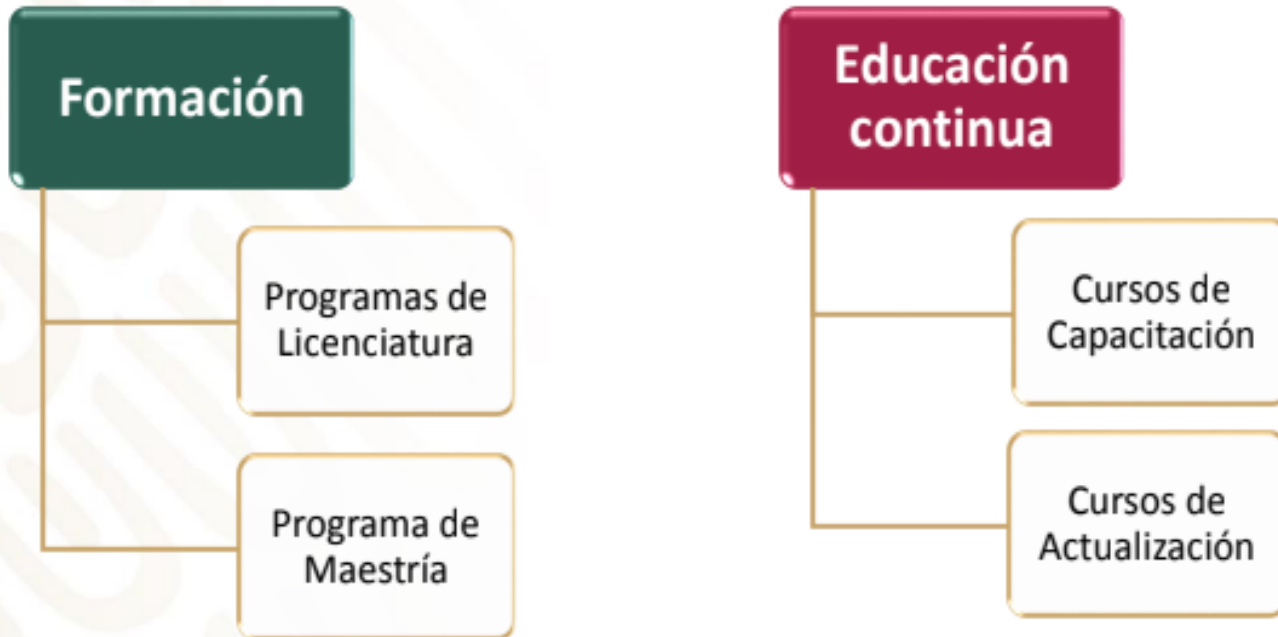 Formación
Programas de
Licenciatura
Programa de
Maestría
Educación
continua
Cursos de
Capacitación
Cursos de
Actualización